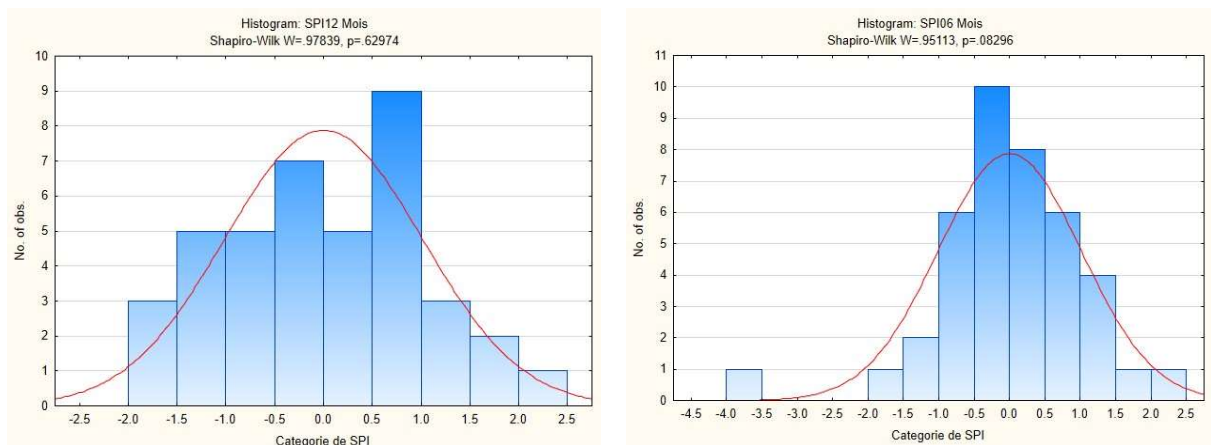 Histogram: SPI12 Mois
Shapiro-Wilk W=.97839, p=.62974
10
9
8
7
6
5
4
3
2
1
0
No. of obs.
-2.5 -2.0 -1.5 -1.0 -0.5 0.0 0.5 1.0 1.5 2.0 2.5
Categorie de SPI
Histogram: SPI06 Mois
Shapiro-Wilk W=.95113, p=.08296
11
10
9
8
7
6
5
4
3
2
1
0
No. of obs.
-4.5 -4.0 -3.5 -3.0 -2.5 -2.0 -1.5 -1.0 -0.5 0.0 0.5 1.0 1.5 2.0 2.5
Categorie de SPI